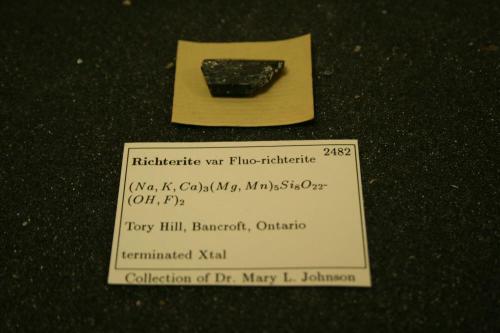 2482
Richterite var Fluo-richterite
(Na, K, Ca)₃(Mg, Mn)₅Si₈O₂₂-
(OH, F)₂
Tory Hill, Bancroft, Ontario
terminated Xtal
Collection of Dr. Mary L. Johnson